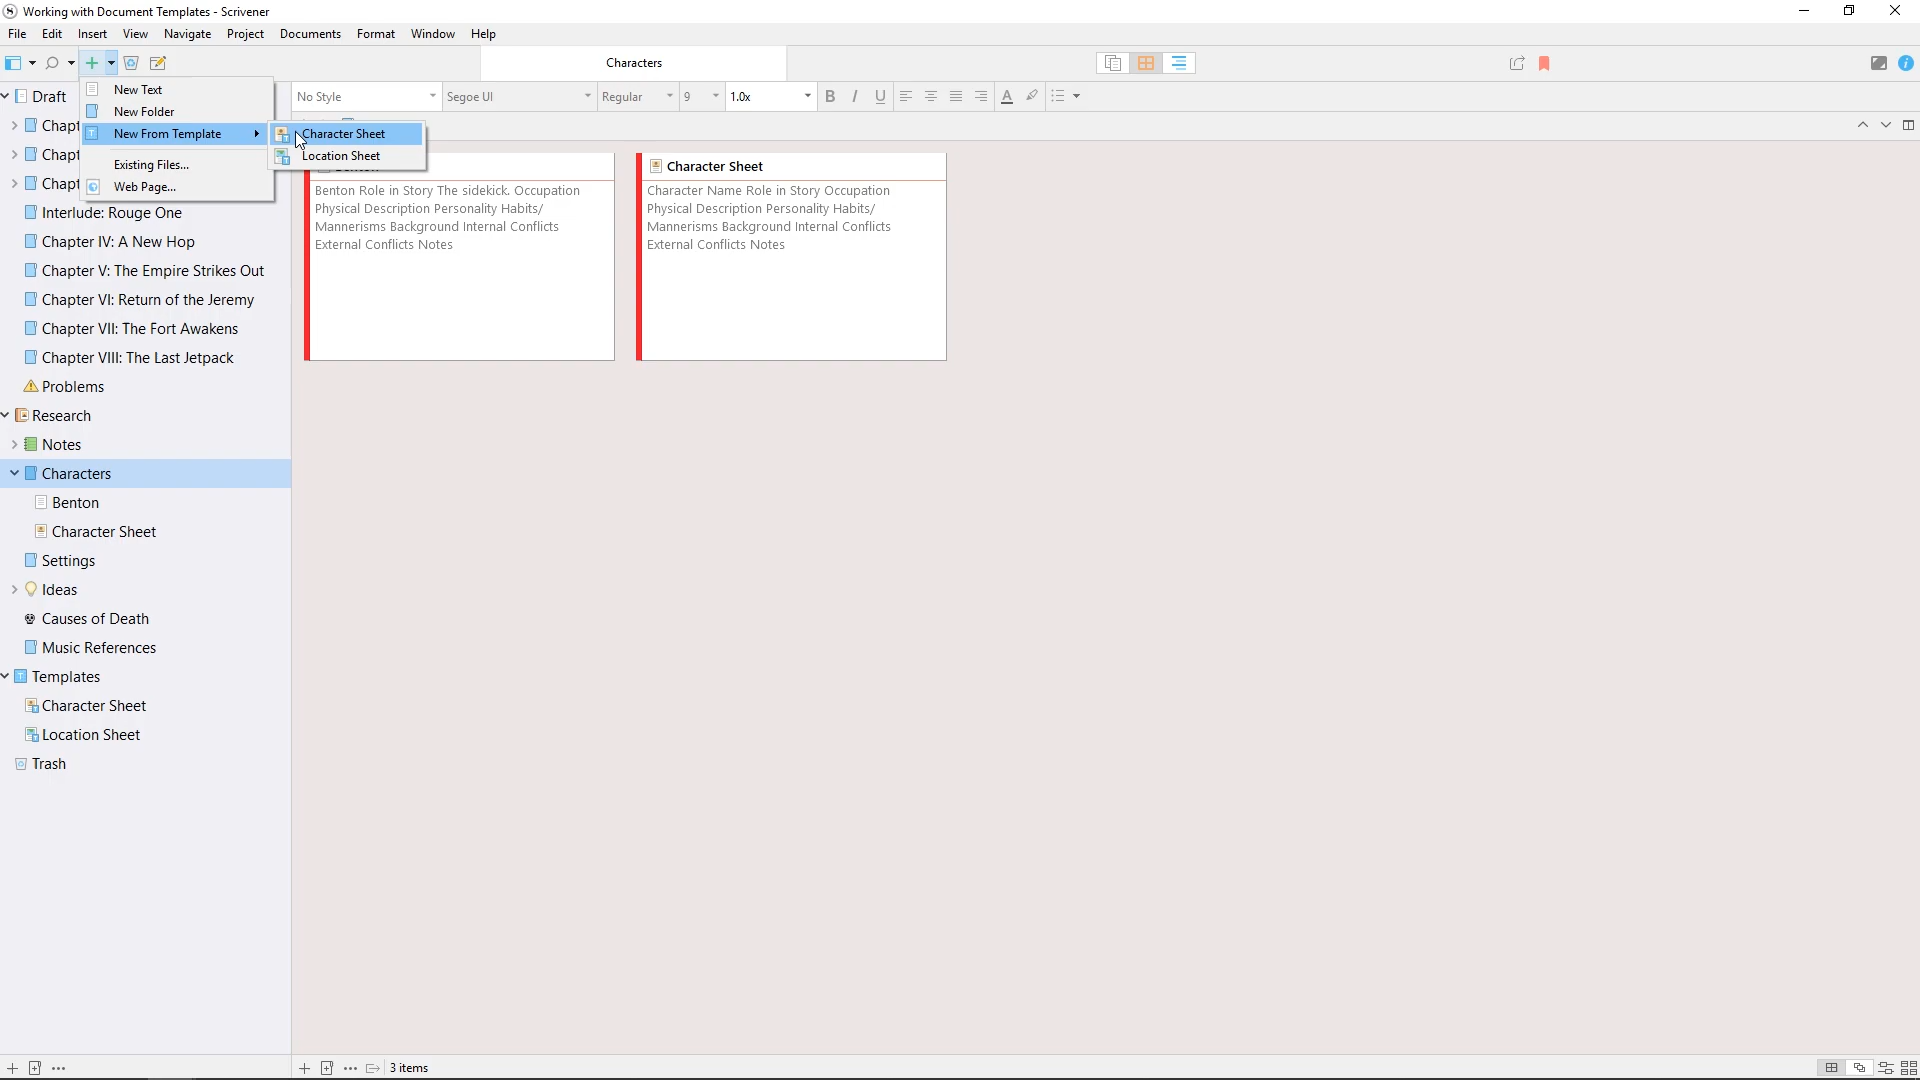 Working with Document Templates - Scrivener
File Edit Insert View Navigate Project Documents Format Window Help
Characters
New Text
New Folder
New From Template
Existing Files...
Web Page...
Character Sheet
Location Sheet
No Style Segoe UI Regular 9 1.0x
Draft
Chapt
Chapt
Chapt
Interlude: Rouge One
Chapter IV: A New Hop
Chapter V: The Empire Strikes Out
Chapter VI: Return of the Jeremy
Chapter VII: The Fort Awakens
Chapter VIII: The Last Jetpack
Problems
Research
Notes
Characters
Benton
Character Sheet
Settings
Ideas
Causes of Death
Music References
Templates
Character Sheet
Location Sheet
Trash
Benton Role in Story The sidekick. Occupation
Physical Description Personality Habits/
Mannerisms Background Internal Conflicts
External Conflicts Notes
Character Sheet
Character Name Role in Story Occupation
Physical Description Personality Habits/
Mannerisms Background Internal Conflicts
External Conflicts Notes
3 items